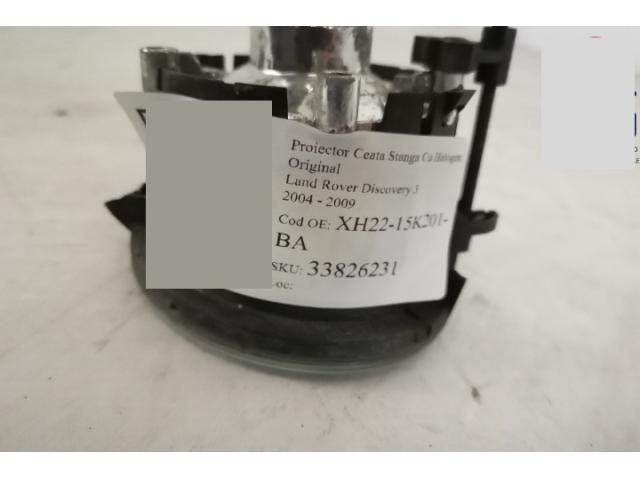 Proiector Ceata Stanga Cu Halogen
Original
Land Rover Discovery 3
2004 - 2009
Cod OE: XH22-15K201-
BA
SKU: 33826231
Loc: